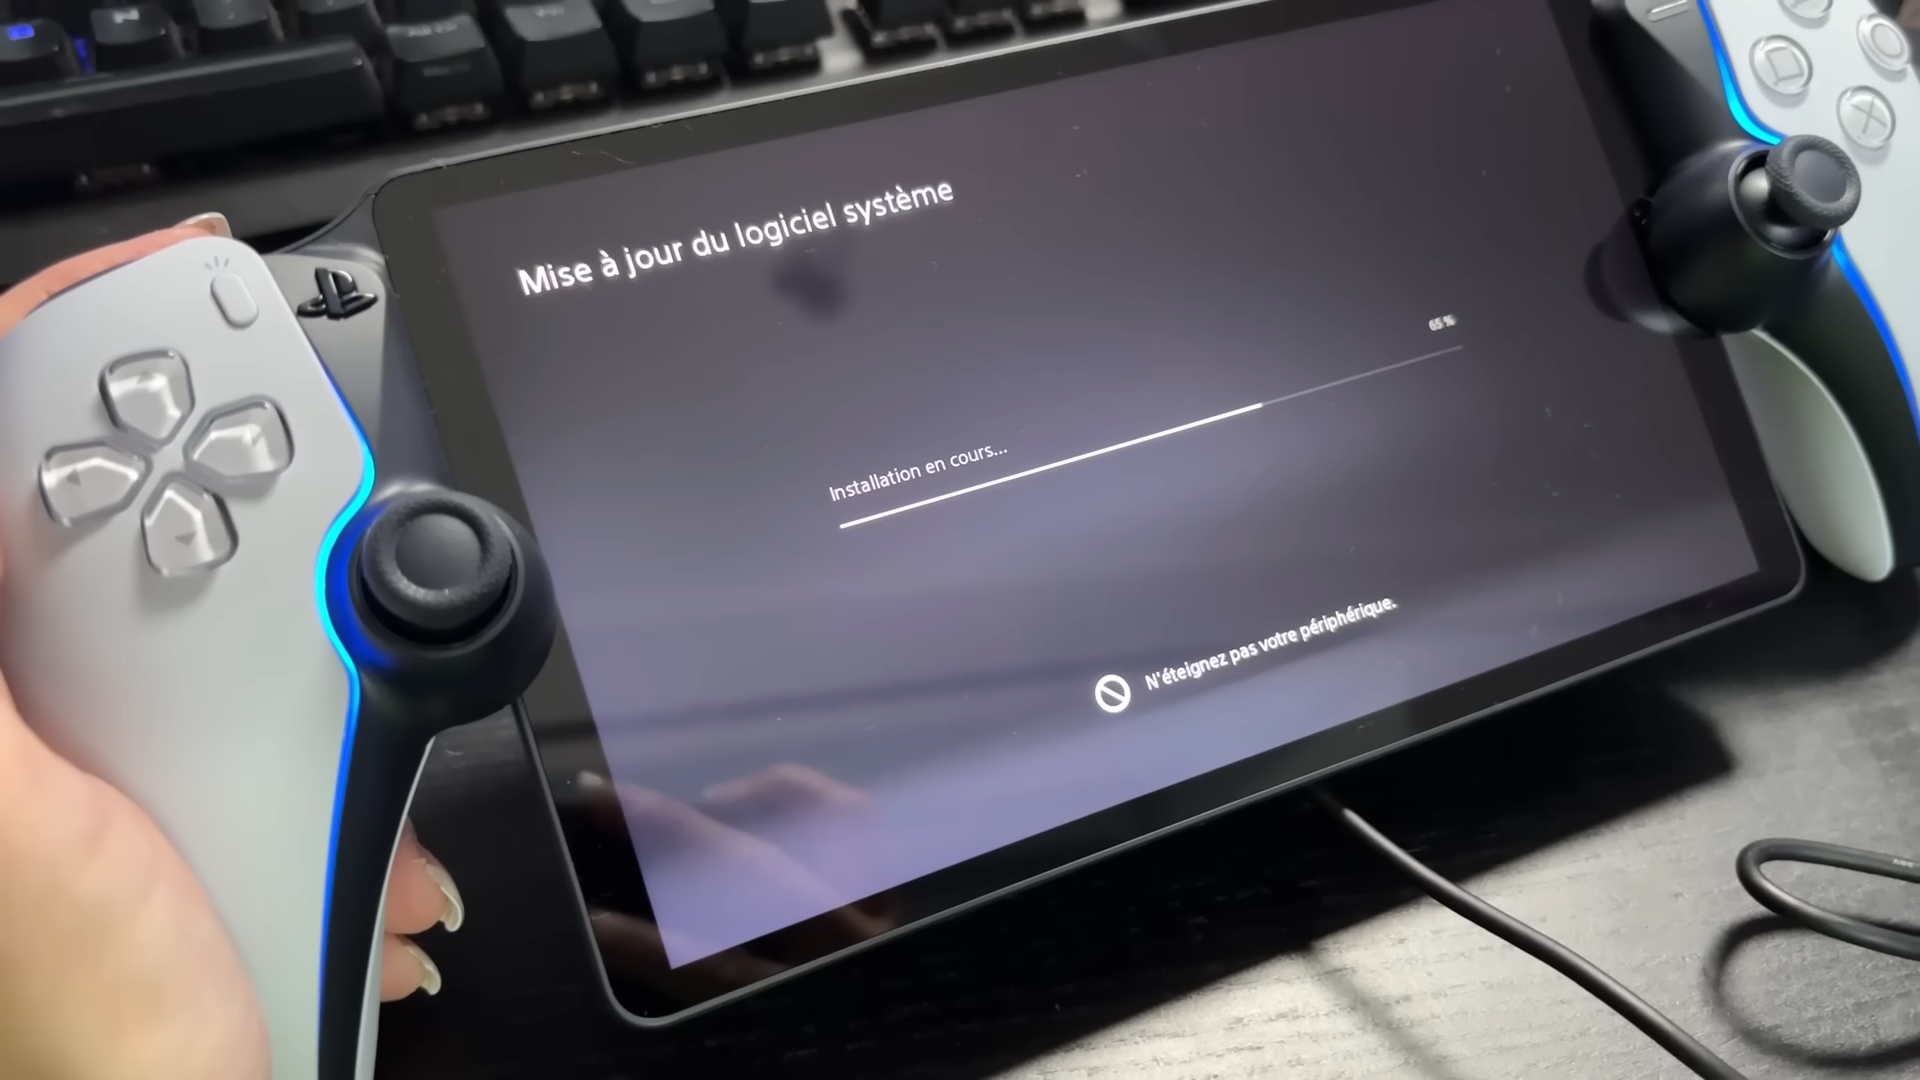 Mise à jour du logiciel système
65 %
Installation en cours...
N'éteignez pas votre périphérique.